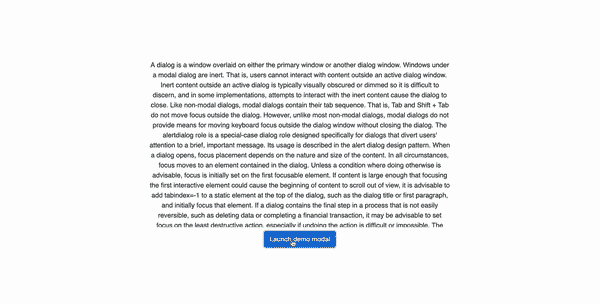 A dialog is a window overlaid on either the primary window or another dialog window. Windows under
a modal dialog are inert. That is, users cannot interact with content outside an active dialog window.
Inert content outside an active dialog is typically visually obscured or dimmed so it is difficult to
discern, and in some implementations, attempts to interact with the inert content cause the dialog to
close. Like non-modal dialogs, modal dialogs contain their tab sequence. That is, Tab and Shift + Tab
do not move focus outside the dialog. However, unlike most non-modal dialogs, modal dialogs do not
provide means for moving keyboard focus outside the dialog window without closing the dialog. The
alertdialog role is a special-case dialog role designed specifically for dialogs that divert users'
attention to a brief, important message. Its usage is described in the alert dialog design pattern. When
a dialog opens, focus placement depends on the nature and size of the content. In all circumstances,
focus moves to an element contained in the dialog. Unless a condition where doing otherwise is
advisable, focus is initially set on the first focusable element. If content is large enough that focusing
the first interactive element could cause the beginning of content to scroll out of view, it is advisable to
add tabindex=-1 to a static element at the top of the dialog, such as the dialog title or first paragraph,
and initially focus that element. If a dialog contains the final step in a process that is not easily
reversible, such as deleting data or completing a financial transaction, it may be advisable to set
focus on the least destructive action, especially if undoing the action is difficult or impossible. The
Launch demo modal